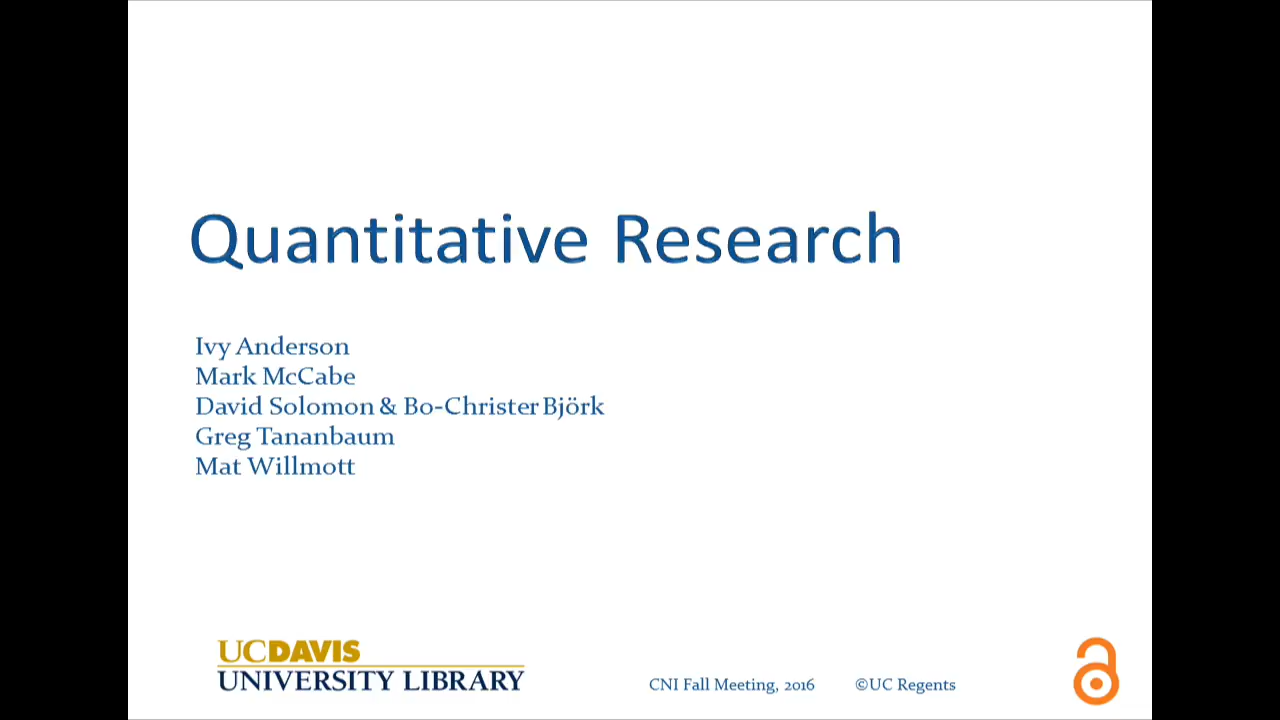 Quantitative Research
Ivy Anderson
Mark McCabe
David Solomon & Bo-Christer Björk
Greg Tananbaum
Mat Willmott
UCDAVIS
UNIVERSITY LIBRARY
CNI Fall Meeting, 2016 ©UC Regents